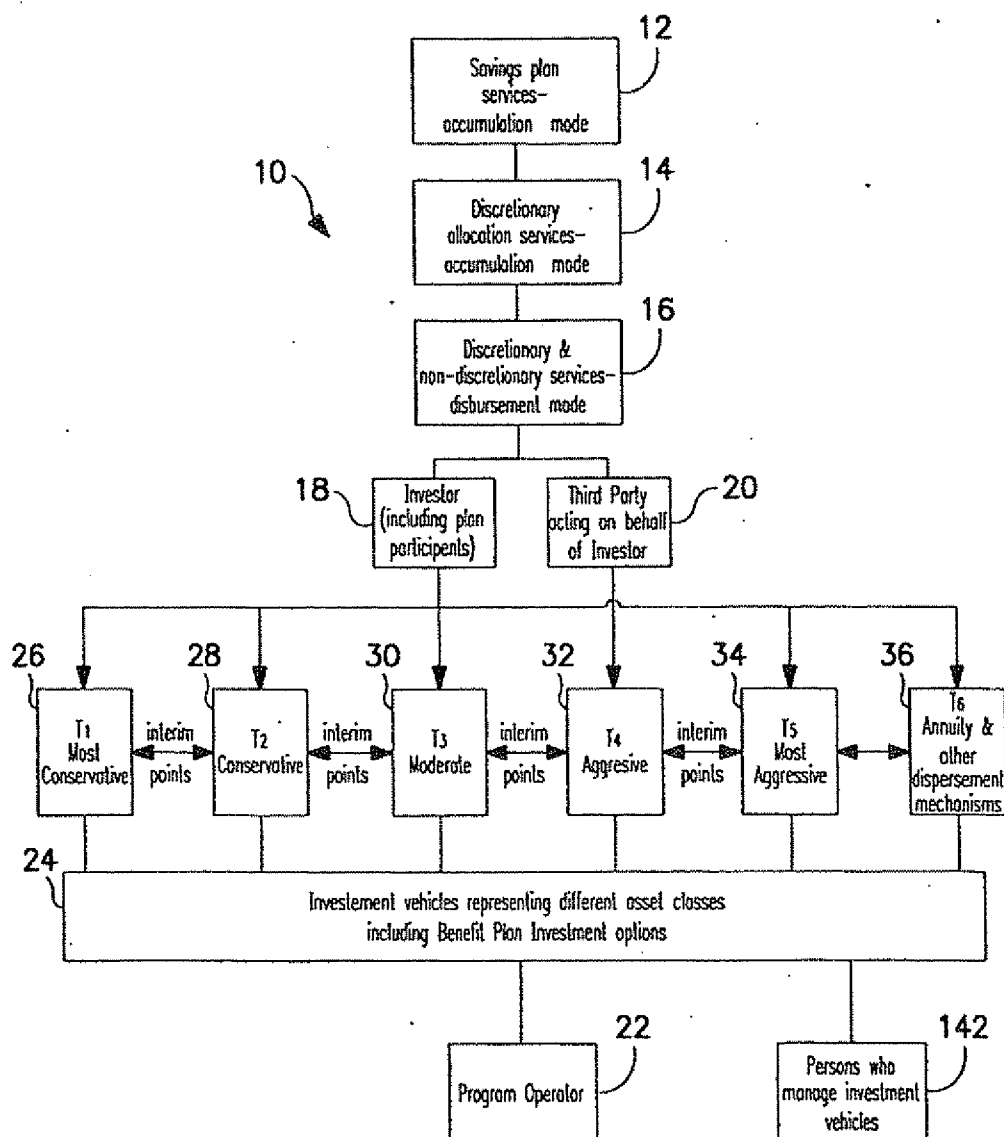 12
Savings plan
services-
accumulation mode
10
14
Discretionary
allocation services-
accumulation mode
16
Discretionary &
non-discretionary services-
disbursement mode
18
Investor
(including plan
participents)
20
Third Party
acting on behalf
of Investor
26
T1
Most
Conservative
interim
points
28
T2
Conservative
interim
points
30
T3
Moderate
interim
points
32
T4
Aggresive
interim
points
34
T5
Most
Aggressive
36
T6
Annuity &
other
dispersement
mechanisms
24
Investement vehicles representing different asset classes
including Benefit Plan Investment options
22
Program Operator
142
Persons who
manage investment
vehicles